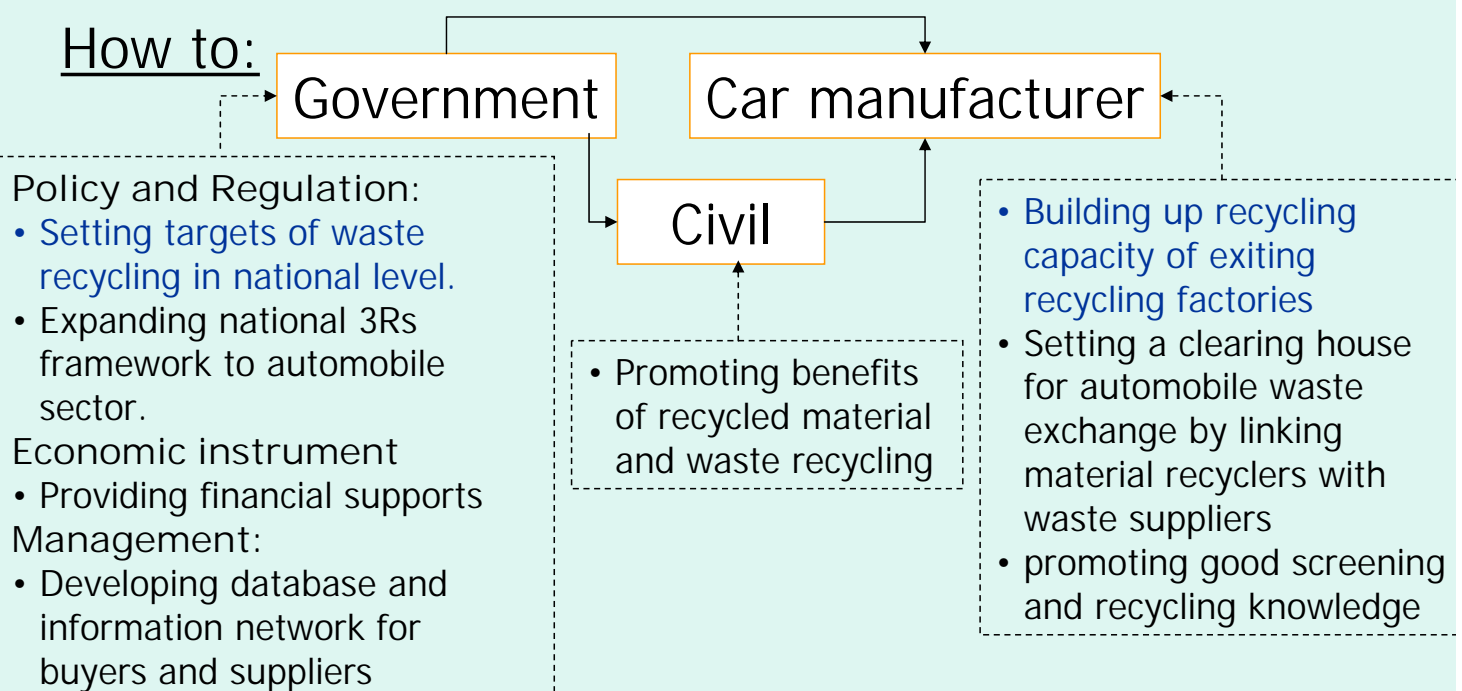 How to:
Government
Car manufacturer
Civil
Policy and Regulation:
• Setting targets of waste
recycling in national level.
• Expanding national 3Rs
framework to automobile
sector.
Economic instrument
• Providing financial supports
Management:
• Developing database and
information network for
buyers and suppliers
• Promoting benefits
of recycled material
and waste recycling
• Building up recycling
capacity of exiting
recycling factories
• Setting a clearing house
for automobile waste
exchange by linking
material recyclers with
waste suppliers
• promoting good screening
and recycling knowledge